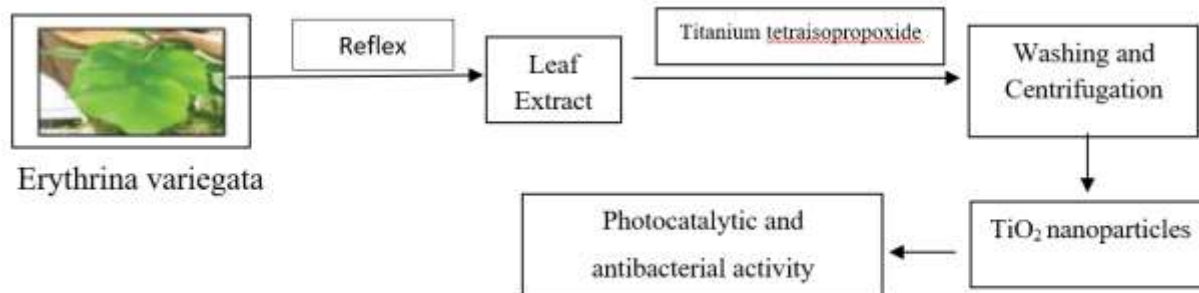 Reflex
Titanium tetraisopropoxide
Leaf
Extract
Washing and
Centrifugation
Erythrina variegata
Photocatalytic and
antibacterial activity
TiO₂ nanoparticles